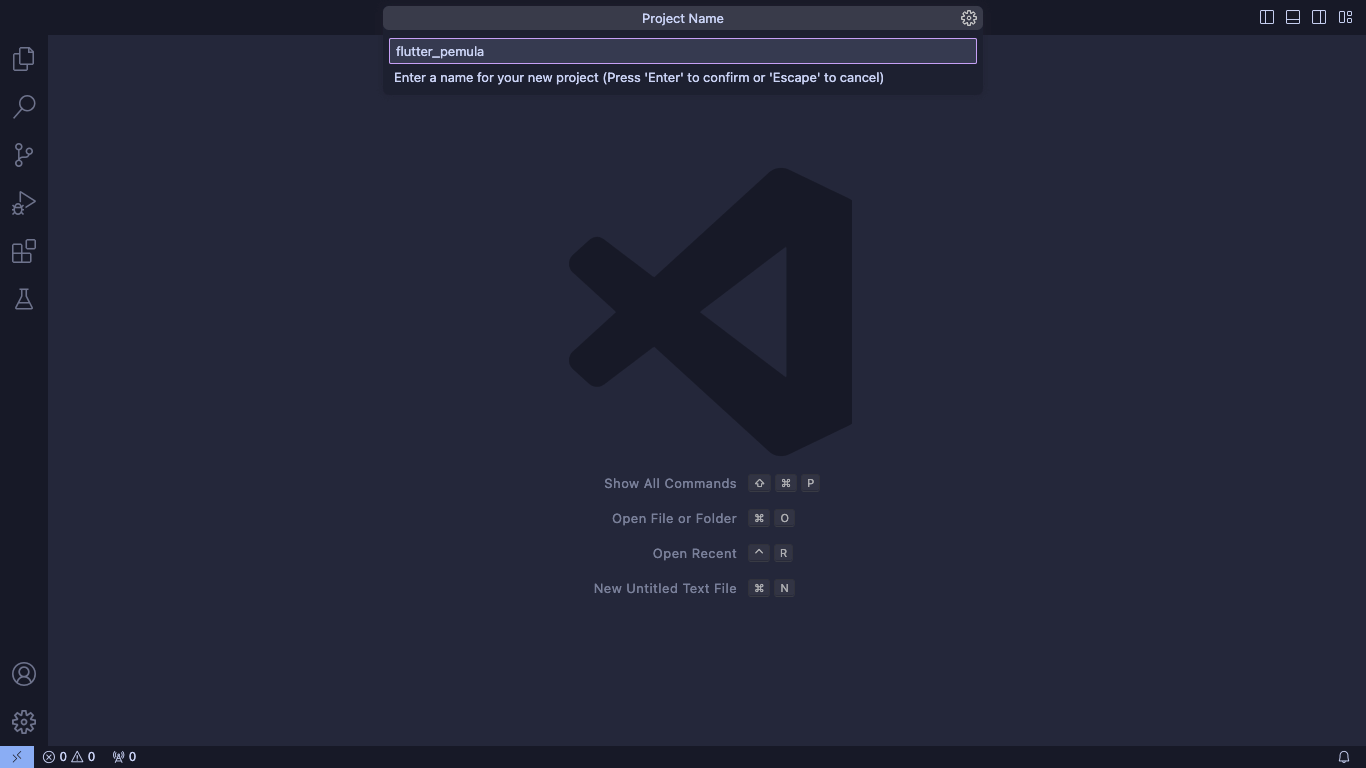 Project Name
flutter_pemula
Enter a name for your new project (Press 'Enter' to confirm or 'Escape' to cancel)
Show All Commands ⇧ ⌘ P
Open File or Folder ⌘ O
Open Recent ^ R
New Untitled Text File ⌘ N
0 0 0